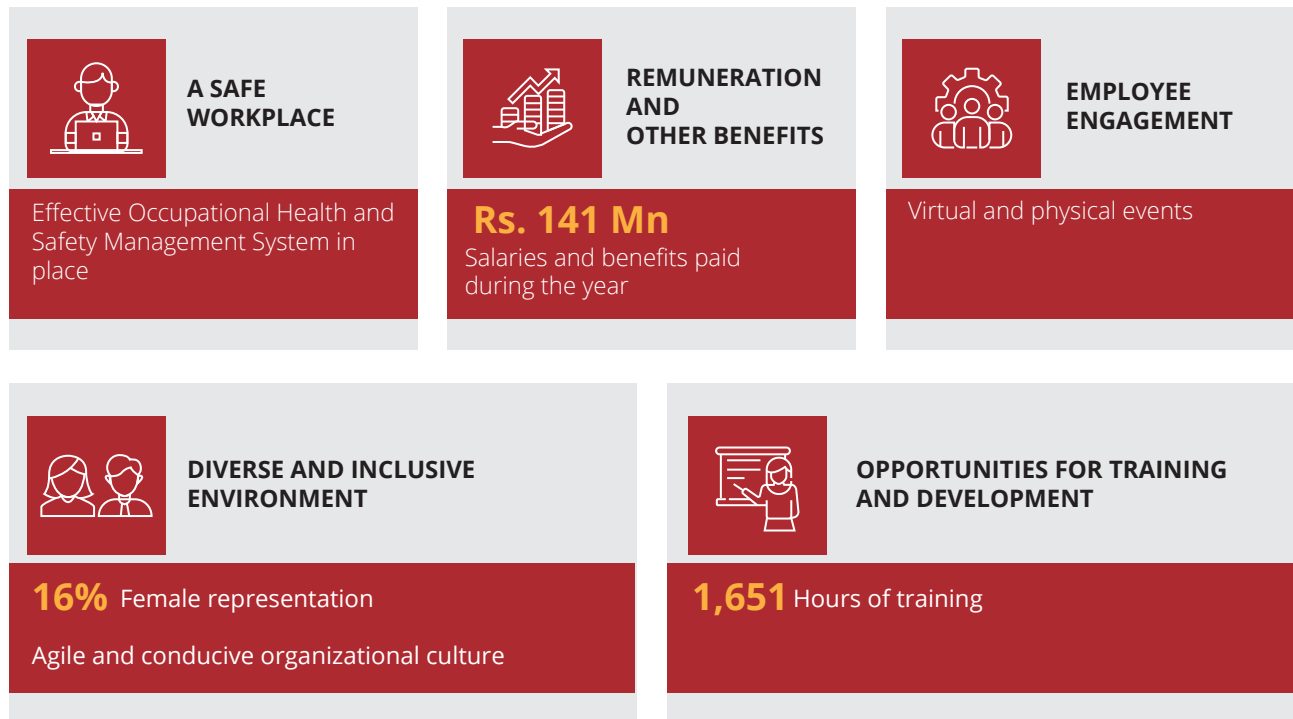 A SAFE
WORKPLACE
Effective Occupational Health and
Safety Management System in
place
REMUNERATION
AND
OTHER BENEFITS
Rs. 141 Mn
Salaries and benefits paid
during the year
EMPLOYEE
ENGAGEMENT
Virtual and physical events
DIVERSE AND INCLUSIVE
ENVIRONMENT
16% Female representation
Agile and conducive organizational culture
OPPORTUNITIES FOR TRAINING
AND DEVELOPMENT
1,651 Hours of training